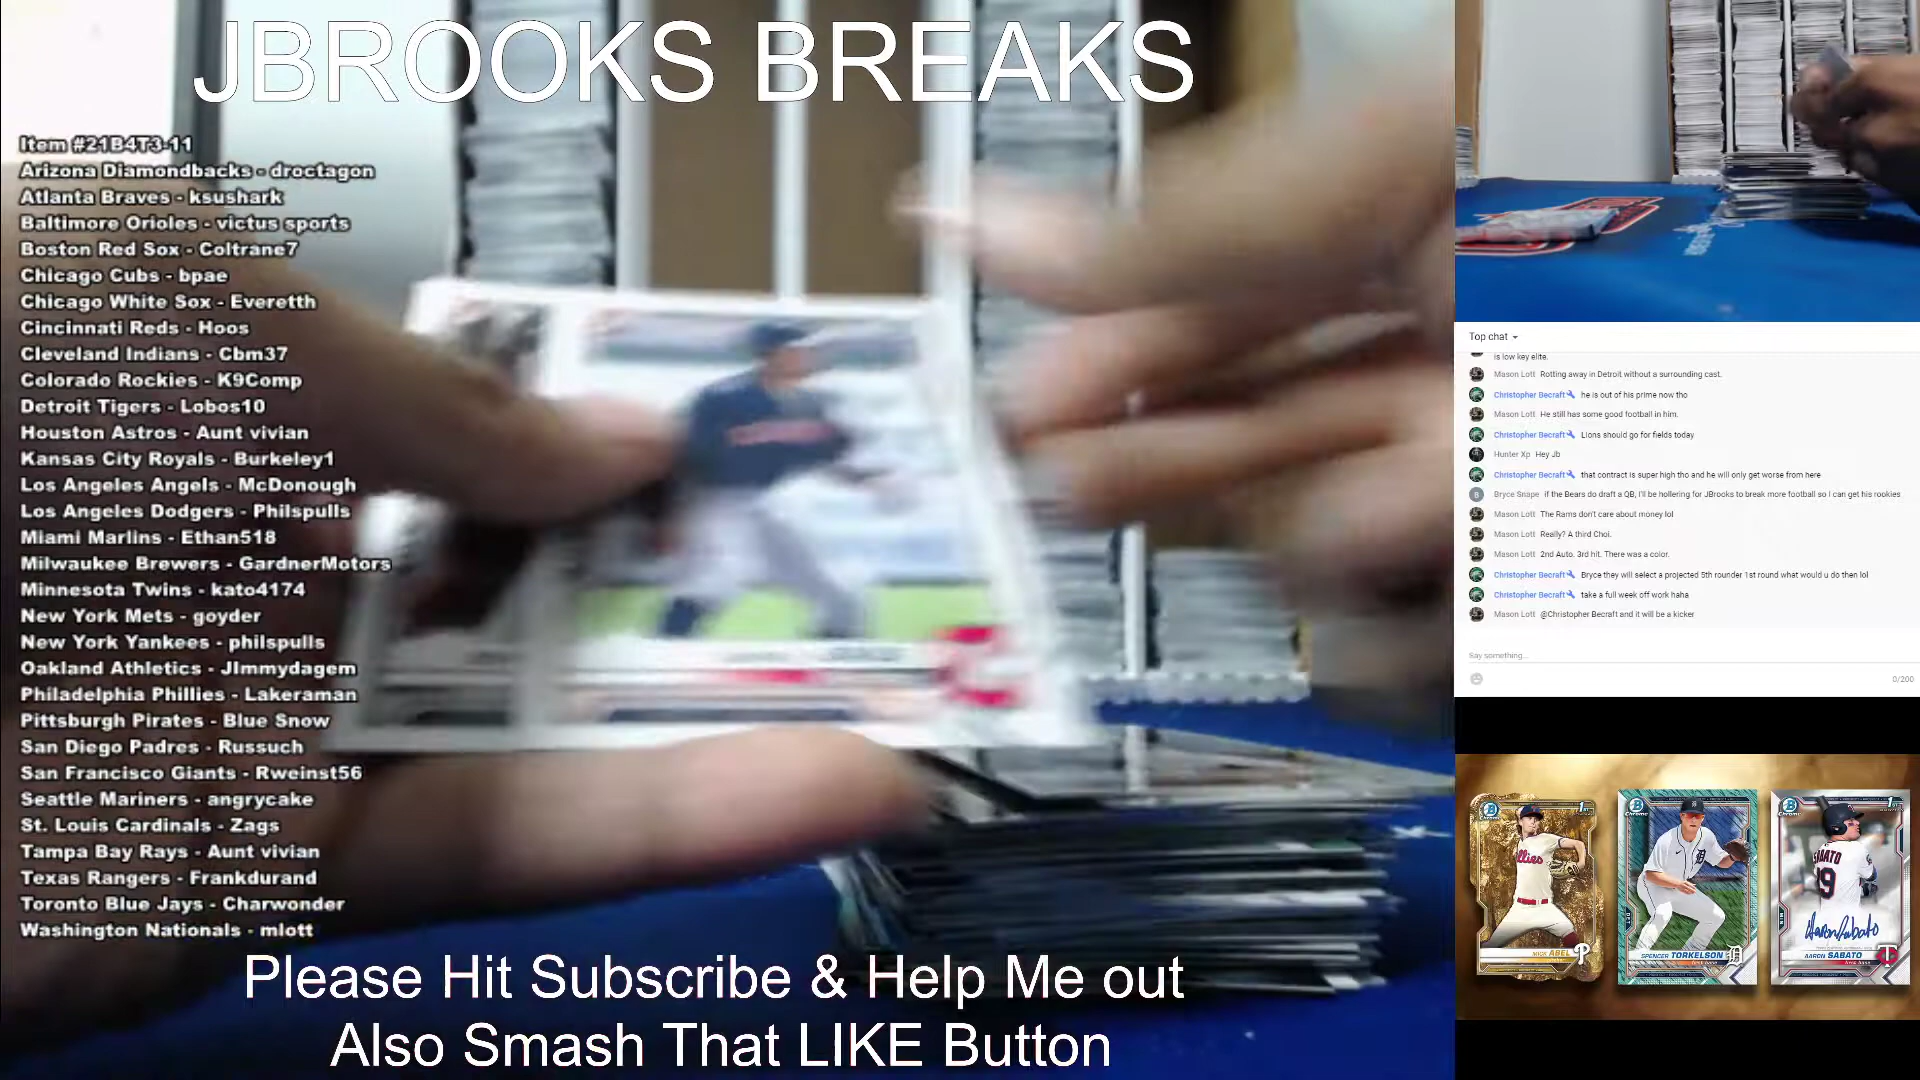 JBROOKS BREAKS
Item #21B4T3-11
Arizona Diamondbacks - droctagon
Atlanta Braves - ksushark
Baltimore Orioles - victus sports
Boston Red Sox - Coltrane7
Chicago Cubs - bpae
Chicago White Sox - Everetth
Cincinnati Reds - Hoos
Cleveland Indians - Cbm37
Colorado Rockies - K9Comp
Detroit Tigers - Lobos10
Houston Astros - Aunt vivian
Kansas City Royals - Burkeley1
Los Angeles Angels - McDonough
Los Angeles Dodgers - Philspulls
Miami Marlins - Ethan518
Milwaukee Brewers - GardnerMotors
Minnesota Twins - kato4174
New York Mets - goyder
New York Yankees - philspulls
Oakland Athletics - JImmydagem
Philadelphia Phillies - Lakeraman
Pittsburgh Pirates - Blue Snow
San Diego Padres - Russuch
San Francisco Giants - Rweinst56
Seattle Mariners - angrycake
St. Louis Cardinals - Zags
Tampa Bay Rays - Aunt vivian
Texas Rangers - Frankdurand
Toronto Blue Jays - Charwonder
Washington Nationals - mlott
Please Hit Subscribe & Help Me out
Also Smash That LIKE Button
Top chat
is low key elite.
Mason Lott Rotting away in Detroit without a surrounding cast.
Christopher Becraft he is out of his prime now tho
Mason Lott He still has some good football in him.
Christopher Becraft Lions should go for fields today
Hunter Xp Hey Jb
Christopher Becraft that contract is super high tho and he will only get worse from here
B Bryce Snape if the Bears do draft a QB, I'll be hollering for JBrooks to break more football so I can get his rookies
Mason Lott The Rams don't care about money lol
Mason Lott Really? A third Choi.
Mason Lott 2nd Auto. 3rd hit. There was a color.
Christopher Becraft Bryce they will select a projected 5th rounder 1st round what would u do then lol
Christopher Becraft take a full week off work haha
Mason Lott @Christopher Becraft and it will be a kicker
Say something...
0/200
MICK ABEL
SPENCER TORKELSON
SABATO
19
AARON SABATO